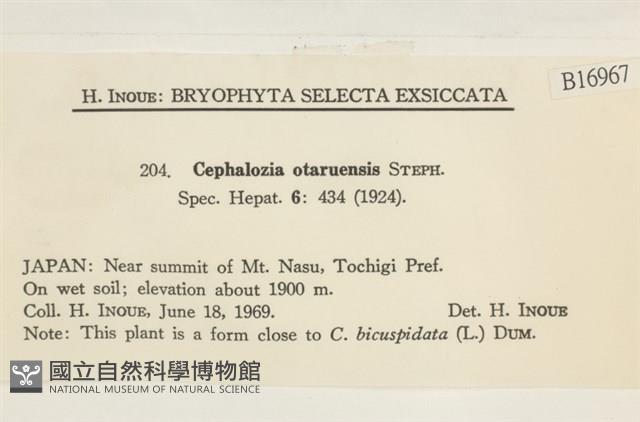 B16967
H. INOUE: BRYOPHYTA SELECTA EXSICCATA
204. Cephalozia otaruensis STEPH.
Spec. Hepat. 6: 434 (1924).
JAPAN: Near summit of Mt. Nasu, Tochigi Pref.
On wet soil; elevation about 1900 m.
Coll. H. INOUE, June 18, 1969. Det. H. INOUE
Note: This plant is a form close to C. bicuspidata (L.) DUM.
國立自然科學博物館
NATIONAL MUSEUM OF NATURAL SCIENCE